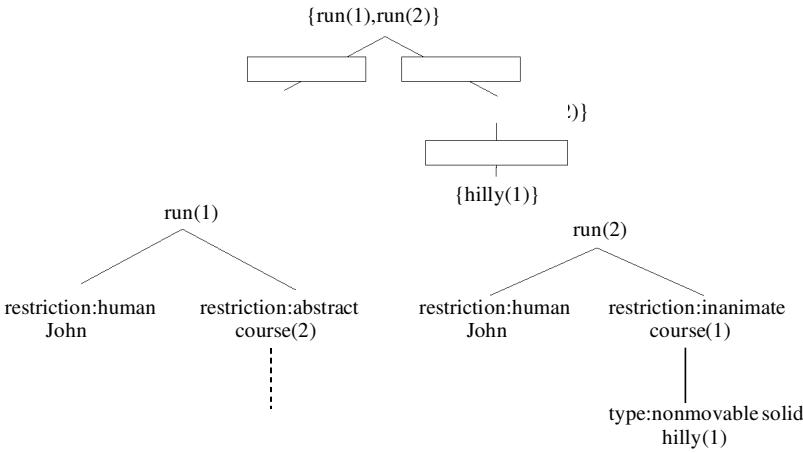 {run(1),run(2)}
)}
{hilly(1)}
run(1)
run(2)
restriction:human
John
restriction:abstract
course(2)
restriction:human
John
restriction:inanimate
course(1)
type:nonmovable solid
hilly(1)